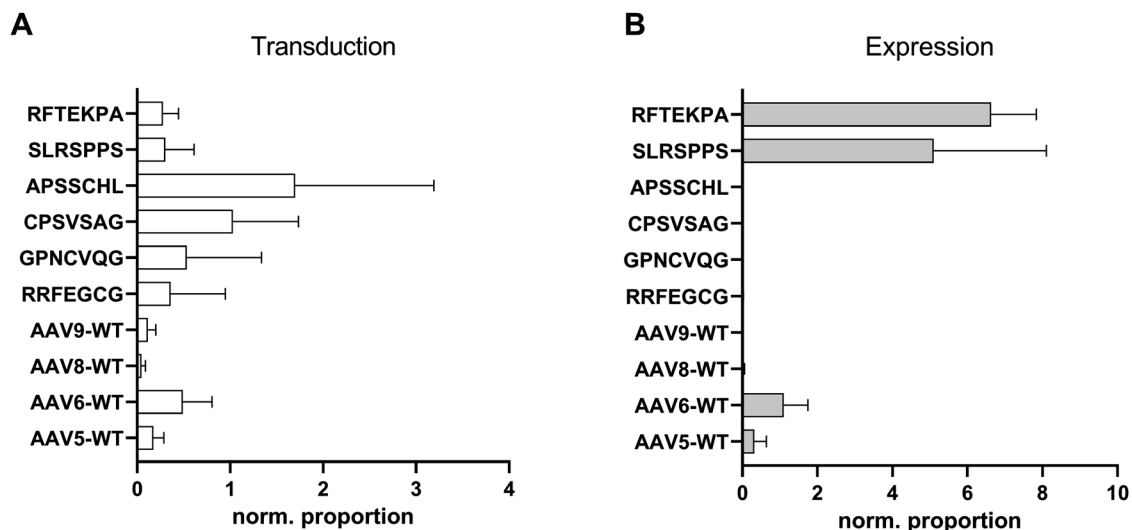 A
Transduction
RFTEKPA
SLRSPPS
APSSCHL
CPSVSAG
GPNCVQG
RRFEGCG
AAV9-WT
AAV8-WT
AAV6-WT
AAV5-WT
0 1 2 3 4
norm. proportion
B
Expression
RFTEKPA
SLRSPPS
APSSCHL
CPSVSAG
GPNCVQG
RRFEGCG
AAV9-WT
AAV8-WT
AAV6-WT
AAV5-WT
0 2 4 6 8 10
norm. proportion